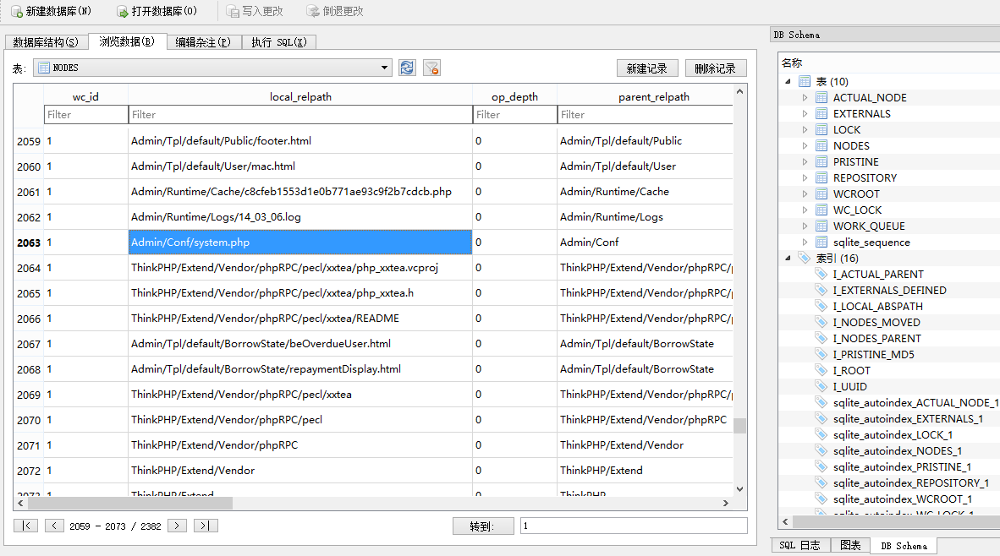 新建数据库(N) 打开数据库(O) 写入更改 倒退更改
数据库结构(S) 浏览数据(B) 编辑杂注(P) 执行 SQL(X)
表: NODES 新建记录 删除记录
wc_id local_relpath op_depth parent_relpath
Filter Filter Filter Filter
2059 1 Admin/Tpl/default/Public/footer.html 0 Admin/Tpl/default/Public
2060 1 Admin/Tpl/default/User/mac.html 0 Admin/Tpl/default/User
2061 1 Admin/Runtime/Cache/c8cfeb1553d1e0b771ae93c9f2b7cdcb.php 0 Admin/Runtime/Cache
2062 1 Admin/Runtime/Logs/14_03_06.log 0 Admin/Runtime/Logs
2063 1 Admin/Conf/system.php 0 Admin/Conf
2064 1 ThinkPHP/Extend/Vendor/phpRPC/pecl/xxtea/php_xxtea.vcproj 0 ThinkPHP/Extend/Vendor/phpRPC/
2065 1 ThinkPHP/Extend/Vendor/phpRPC/pecl/xxtea/php_xxtea.h 0 ThinkPHP/Extend/Vendor/phpRPC/
2066 1 ThinkPHP/Extend/Vendor/phpRPC/pecl/xxtea/README 0 ThinkPHP/Extend/Vendor/phpRPC/
2067 1 Admin/Tpl/default/BorrowState/beOverdueUser.html 0 Admin/Tpl/default/BorrowState
2068 1 Admin/Tpl/default/BorrowState/repaymentDisplay.html 0 Admin/Tpl/default/BorrowState
2069 1 ThinkPHP/Extend/Vendor/phpRPC/pecl/xxtea 0 ThinkPHP/Extend/Vendor/phpRPC/
2070 1 ThinkPHP/Extend/Vendor/phpRPC/pecl 0 ThinkPHP/Extend/Vendor/phpRPC
2071 1 ThinkPHP/Extend/Vendor/phpRPC 0 ThinkPHP/Extend/Vendor
2072 1 ThinkPHP/Extend/Vendor 0 ThinkPHP/Extend
2073 1 ThinkPHP/Extend 0 ThinkPHP
2059 - 2073 / 2382 转到: 1
DB Schema
名称
表 (10)
ACTUAL_NODE
EXTERNALS
LOCK
NODES
PRISTINE
REPOSITORY
WCROOT
WC_LOCK
WORK_QUEUE
sqlite_sequence
索引 (16)
I_ACTUAL_PARENT
I_EXTERNALS_DEFINED
I_LOCAL_ABSPATH
I_NODES_MOVED
I_NODES_PARENT
I_PRISTINE_MD5
I_ROOT
I_UUID
sqlite_autoindex_ACTUAL_NODE_1
sqlite_autoindex_EXTERNALS_1
sqlite_autoindex_LOCK_1
sqlite_autoindex_NODES_1
sqlite_autoindex_PRISTINE_1
sqlite_autoindex_REPOSITORY_1
sqlite_autoindex_WCROOT_1
sqlite_autoindex_WC_LOCK_1
SQL 日志 图表 DB Schema